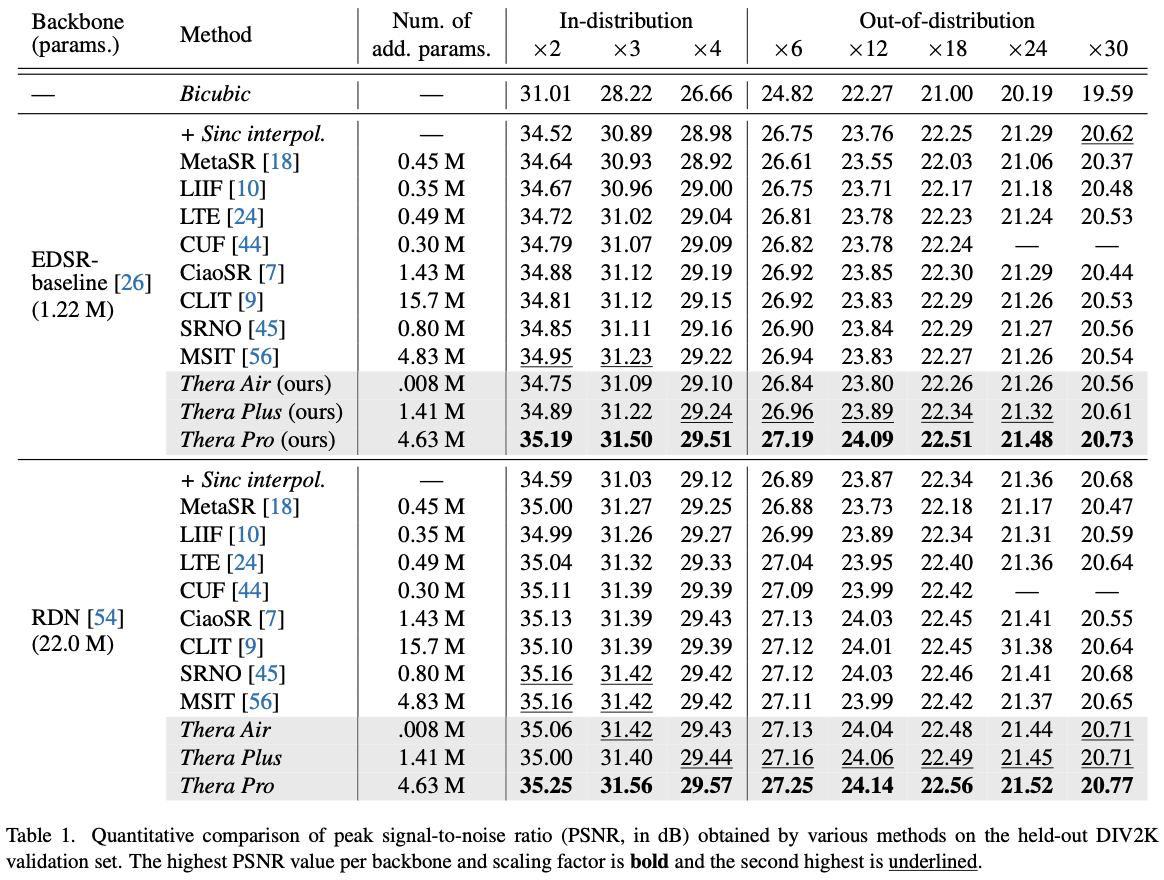 Backbone (params.) Method Num. of add. params. In-distribution Out-of-distribution
×2 ×3 ×4 ×6 ×12 ×18 ×24 ×30
— Bicubic — 31.01 28.22 26.66 24.82 22.27 21.00 20.19 19.59
EDSR-baseline [26] (1.22 M)
+ Sinc interpol. — 34.52 30.89 28.98 26.75 23.76 22.25 21.29 20.62
MetaSR [18] 0.45 M 34.64 30.93 28.92 26.61 23.55 22.03 21.06 20.37
LIIF [10] 0.35 M 34.67 30.96 29.00 26.75 23.71 22.17 21.18 20.48
LTE [24] 0.49 M 34.72 31.02 29.04 26.81 23.78 22.23 21.24 20.53
CUF [44] 0.30 M 34.79 31.07 29.09 26.82 23.78 22.24 — —
CiaoSR [7] 1.43 M 34.88 31.12 29.19 26.92 23.85 22.30 21.29 20.44
CLIT [9] 15.7 M 34.81 31.12 29.15 26.92 23.83 22.29 21.26 20.53
SRNO [45] 0.80 M 34.85 31.11 29.16 26.90 23.84 22.29 21.27 20.56
MSIT [56] 4.83 M 34.95 31.23 29.22 26.94 23.83 22.27 21.26 20.54
Thera Air (ours) .008 M 34.75 31.09 29.10 26.84 23.80 22.26 21.26 20.56
Thera Plus (ours) 1.41 M 34.89 31.22 29.24 26.96 23.89 22.34 21.32 20.61
Thera Pro (ours) 4.63 M 35.19 31.50 29.51 27.19 24.09 22.51 21.48 20.73
RDN [54] (22.0 M)
+ Sinc interpol. — 34.59 31.03 29.12 26.89 23.87 22.34 21.36 20.68
MetaSR [18] 0.45 M 35.00 31.27 29.25 26.88 23.73 22.18 21.17 20.47
LIIF [10] 0.35 M 34.99 31.26 29.27 26.99 23.89 22.34 21.31 20.59
LTE [24] 0.49 M 35.04 31.32 29.33 27.04 23.95 22.40 21.36 20.64
CUF [44] 0.30 M 35.11 31.39 29.39 27.09 23.99 22.42 — —
CiaoSR [7] 1.43 M 35.13 31.39 29.43 27.13 24.03 22.45 21.41 20.55
CLIT [9] 15.7 M 35.10 31.39 29.39 27.12 24.01 22.45 31.38 20.64
SRNO [45] 0.80 M 35.16 31.42 29.42 27.12 24.03 22.46 21.41 20.68
MSIT [56] 4.83 M 35.16 31.42 29.42 27.11 23.99 22.42 21.37 20.65
Thera Air .008 M 35.06 31.42 29.43 27.13 24.04 22.48 21.44 20.71
Thera Plus 1.41 M 35.00 31.40 29.44 27.16 24.06 22.49 21.45 20.71
Thera Pro 4.63 M 35.25 31.56 29.57 27.25 24.14 22.56 21.52 20.77
Table 1. Quantitative comparison of peak signal-to-noise ratio (PSNR, in dB) obtained by various methods on the held-out DIV2K
validation set. The highest PSNR value per backbone and scaling factor is bold and the second highest is underlined.